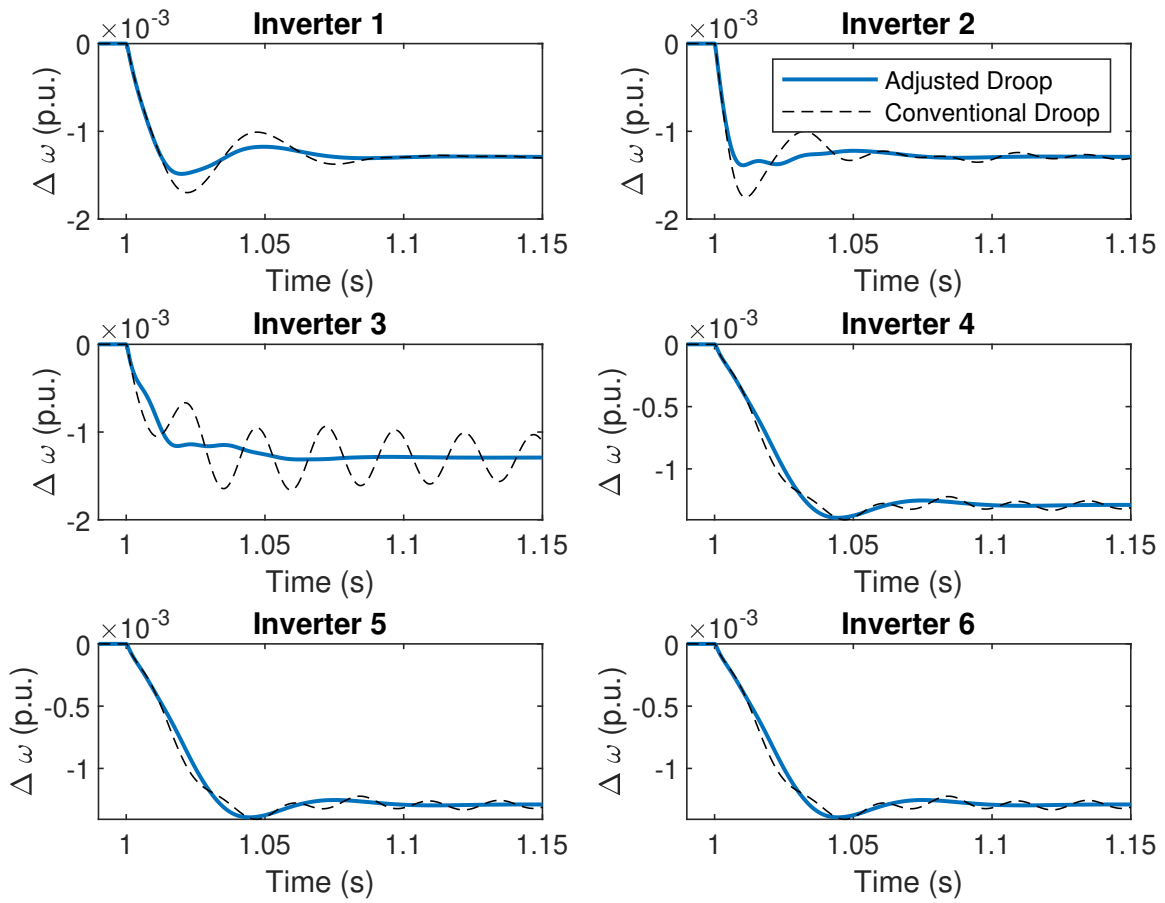 Inverter 1
×10-3
0
-1
-2
Δ ω (p.u.)
1
1.05
1.1
1.15
Time (s)
Inverter 2
×10-3
0
-1
-2
Δ ω (p.u.)
Adjusted Droop
Conventional Droop
1
1.05
1.1
1.15
Time (s)
Inverter 3
×10-3
0
-1
-2
Δ ω (p.u.)
1
1.05
1.1
1.15
Time (s)
Inverter 4
×10-3
0
-0.5
-1
Δ ω (p.u.)
1
1.05
1.1
1.15
Time (s)
Inverter 5
×10-3
0
-0.5
-1
Δ ω (p.u.)
1
1.05
1.1
1.15
Time (s)
Inverter 6
×10-3
0
-0.5
-1
Δ ω (p.u.)
1
1.05
1.1
1.15
Time (s)